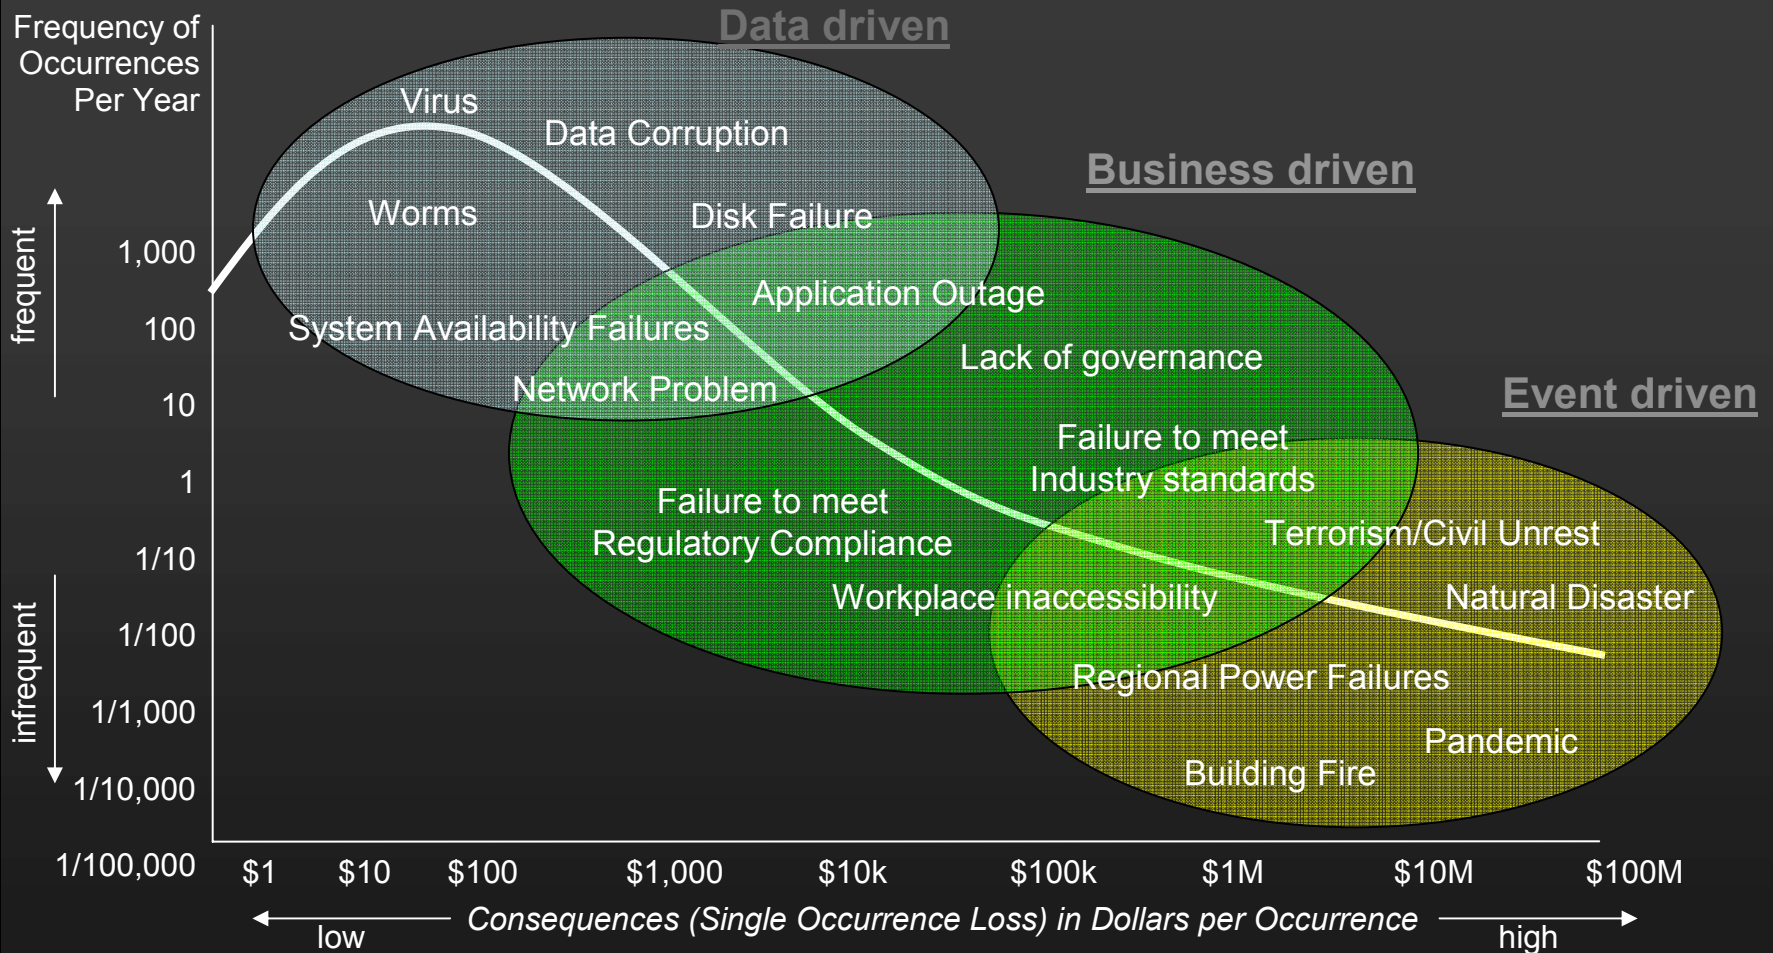 Frequency of
Occurrences
Per Year
Data driven
Virus
Data Corruption
Business driven
Worms
Disk Failure
frequent
1,000
Application Outage
100
System Availability Failures
Lack of governance
10
Network Problem
Event driven
Failure to meet
Industry standards
1
Failure to meet
Regulatory Compliance
Terrorism/Civil Unrest
1/10
Workplace inaccessibility
Natural Disaster
infrequent
1/100
Regional Power Failures
1/1,000
Pandemic
Building Fire
1/10,000
1/100,000
$1 $10 $100 $1,000 $10k $100k $1M $10M $100M
Consequences (Single Occurrence Loss) in Dollars per Occurrence
low high